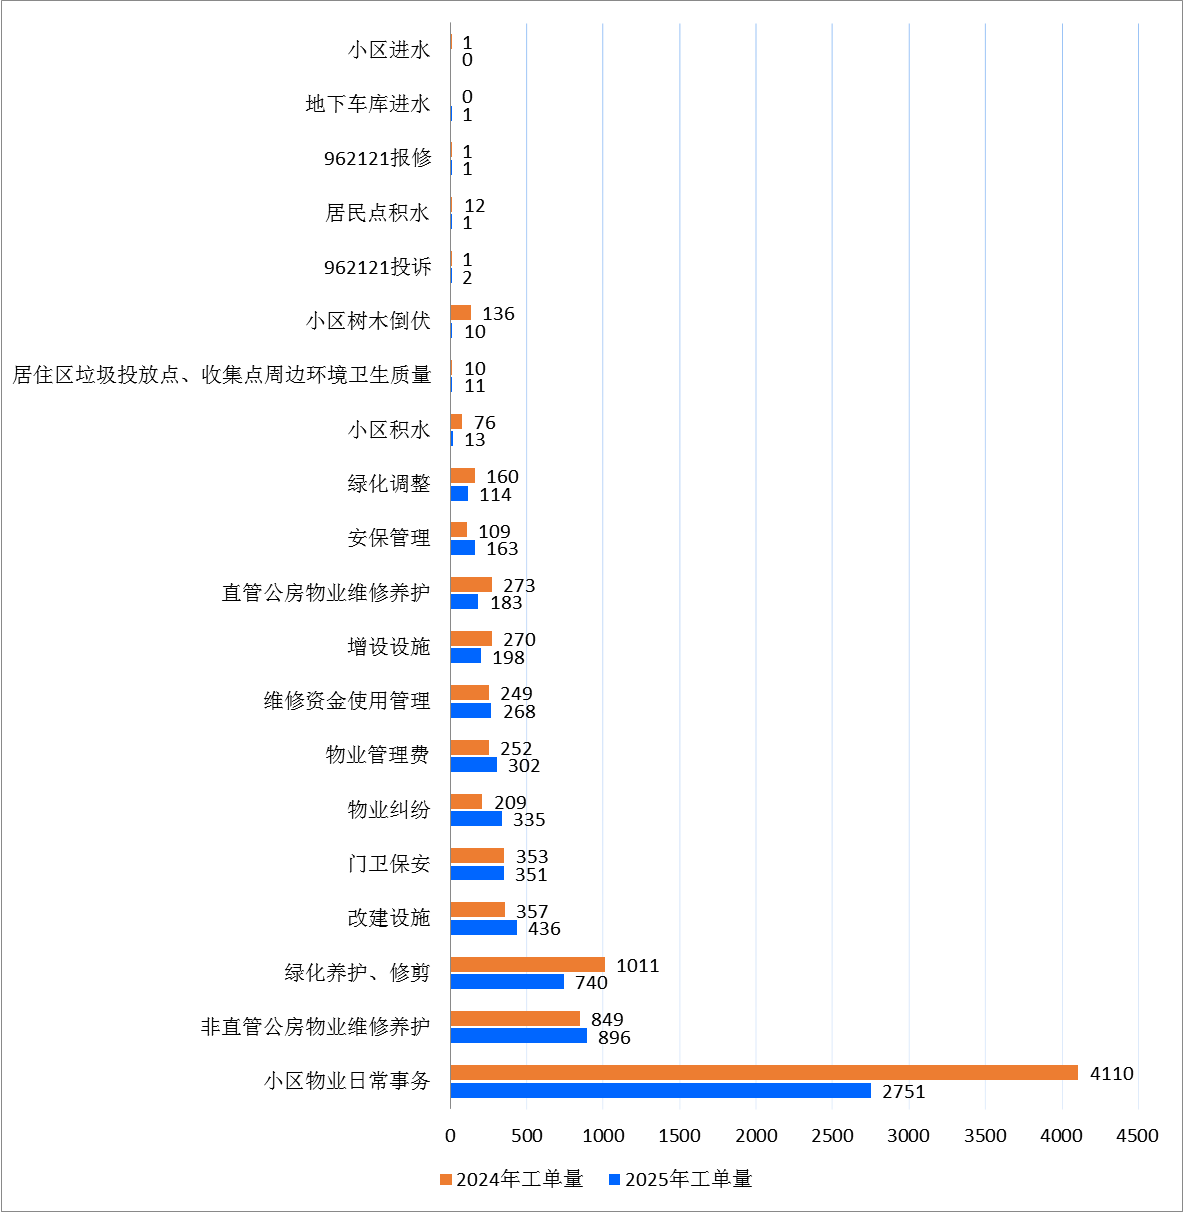 小区进水
1
0
地下车库进水
0
1
962121报修
1
1
居民点积水
12
1
962121投诉
1
2
小区树木倒伏
136
10
居住区垃圾投放点、收集点周边环境卫生质量
10
11
小区积水
76
13
绿化调整
160
114
安保管理
109
163
直管公房物业维修养护
273
183
增设设施
270
198
维修资金使用管理
249
268
物业管理费
252
302
物业纠纷
209
335
门卫保安
353
351
改建设施
357
436
绿化养护、修剪
1011
740
非直管公房物业维修养护
849
896
小区物业日常事务
4110
2751
0 500 1000 1500 2000 2500 3000 3500 4000 4500
2024年工单量 2025年工单量